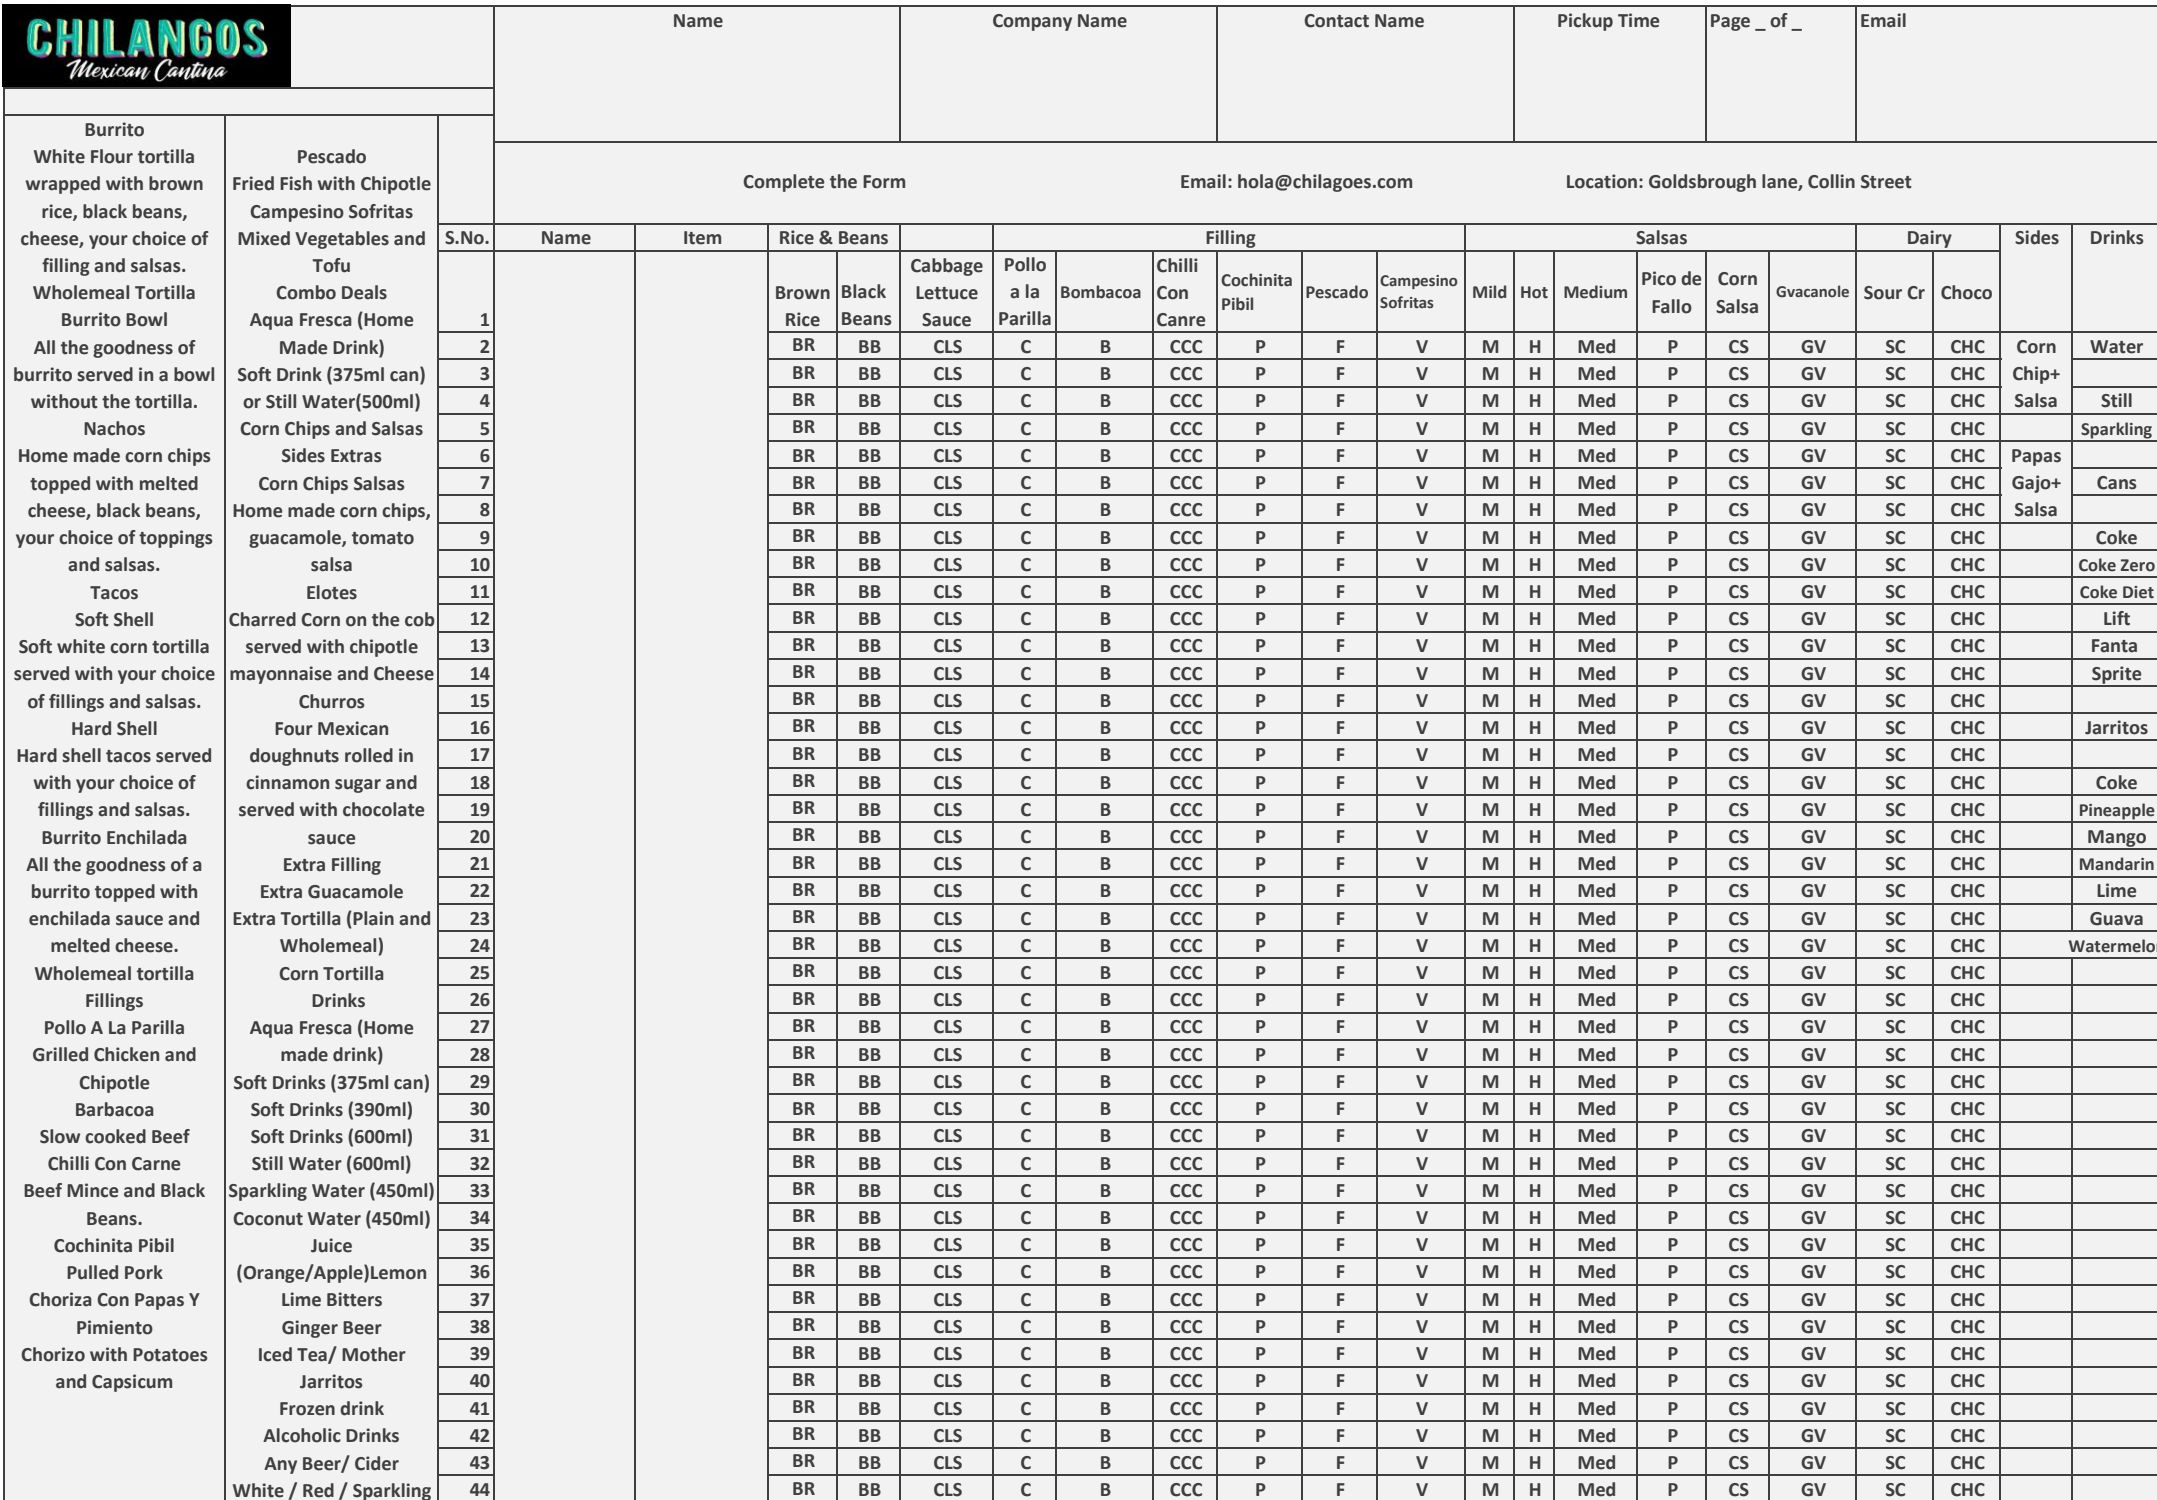 CHILANGOS
Mexican Cantina
Name Company Name Contact Name Pickup Time Page _ of _ Email
Complete the Form Email: hola@chilagoes.com Location: Goldsbrough lane, Collin Street
Burrito
White Flour tortilla
wrapped with brown
rice, black beans,
cheese, your choice of
filling and salsas.
Wholemeal Tortilla
Burrito Bowl
All the goodness of
burrito served in a bowl
without the tortilla.
Nachos
Home made corn chips
topped with melted
cheese, black beans,
your choice of toppings
and salsas.
Tacos
Soft Shell
Soft white corn tortilla
served with your choice
of fillings and salsas.
Hard Shell
Hard shell tacos served
with your choice of
fillings and salsas.
Burrito Enchilada
All the goodness of a
burrito topped with
enchilada sauce and
melted cheese.
Wholemeal tortilla
Fillings
Pollo A La Parilla
Grilled Chicken and
Chipotle
Barbacoa
Slow cooked Beef
Chilli Con Carne
Beef Mince and Black
Beans.
Cochinita Pibil
Pulled Pork
Choriza Con Papas Y
Pimiento
Chorizo with Potatoes
and Capsicum
Pescado
Fried Fish with Chipotle
Campesino Sofritas
Mixed Vegetables and
Tofu
Combo Deals
Aqua Fresca (Home
Made Drink)
Soft Drink (375ml can)
or Still Water(500ml)
Corn Chips and Salsas
Sides Extras
Corn Chips Salsas
Home made corn chips,
guacamole, tomato
salsa
Elotes
Charred Corn on the cob
served with chipotle
mayonnaise and Cheese
Churros
Four Mexican
doughnuts rolled in
cinnamon sugar and
served with chocolate
sauce
Extra Filling
Extra Guacamole
Extra Tortilla (Plain and
Wholemeal)
Corn Tortilla
Drinks
Aqua Fresca (Home
made drink)
Soft Drinks (375ml can)
Soft Drinks (390ml)
Soft Drinks (600ml)
Still Water (600ml)
Sparkling Water (450ml)
Coconut Water (450ml)
Juice
(Orange/Apple)Lemon
Lime Bitters
Ginger Beer
Iced Tea/ Mother
Jarritos
Frozen drink
Alcoholic Drinks
Any Beer/ Cider
White / Red / Sparkling
S.No. Name Item Rice & Beans Filling Salsas Dairy Sides Drinks
1 Brown Rice Black Beans Cabbage Lettuce Sauce Pollo a la Parilla Bombacoa Chilli Con Canre Cochinita Pibil Pescado Campesino Sofritas Mild Hot Medium Pico de Fallo Corn Salsa Gvacanole Sour Cr Choco
2 BR BB CLS C B CCC P F V M H Med P CS GV SC CHC Corn Water
3 BR BB CLS C B CCC P F V M H Med P CS GV SC CHC Chip+
4 BR BB CLS C B CCC P F V M H Med P CS GV SC CHC Salsa Still
5 BR BB CLS C B CCC P F V M H Med P CS GV SC CHC Sparkling
6 BR BB CLS C B CCC P F V M H Med P CS GV SC CHC Papas
7 BR BB CLS C B CCC P F V M H Med P CS GV SC CHC Gajo+ Cans
8 BR BB CLS C B CCC P F V M H Med P CS GV SC CHC Salsa
9 BR BB CLS C B CCC P F V M H Med P CS GV SC CHC Coke
10 BR BB CLS C B CCC P F V M H Med P CS GV SC CHC Coke Zero
11 BR BB CLS C B CCC P F V M H Med P CS GV SC CHC Coke Diet
12 BR BB CLS C B CCC P F V M H Med P CS GV SC CHC Lift
13 BR BB CLS C B CCC P F V M H Med P CS GV SC CHC Fanta
14 BR BB CLS C B CCC P F V M H Med P CS GV SC CHC Sprite
15 BR BB CLS C B CCC P F V M H Med P CS GV SC CHC
16 BR BB CLS C B CCC P F V M H Med P CS GV SC CHC Jarritos
17 BR BB CLS C B CCC P F V M H Med P CS GV SC CHC
18 BR BB CLS C B CCC P F V M H Med P CS GV SC CHC Coke
19 BR BB CLS C B CCC P F V M H Med P CS GV SC CHC Pineapple
20 BR BB CLS C B CCC P F V M H Med P CS GV SC CHC Mango
21 BR BB CLS C B CCC P F V M H Med P CS GV SC CHC Mandarin
22 BR BB CLS C B CCC P F V M H Med P CS GV SC CHC Lime
23 BR BB CLS C B CCC P F V M H Med P CS GV SC CHC Guava
24 BR BB CLS C B CCC P F V M H Med P CS GV SC CHC Watermelo
25 BR BB CLS C B CCC P F V M H Med P CS GV SC CHC
26 BR BB CLS C B CCC P F V M H Med P CS GV SC CHC
27 BR BB CLS C B CCC P F V M H Med P CS GV SC CHC
28 BR BB CLS C B CCC P F V M H Med P CS GV SC CHC
29 BR BB CLS C B CCC P F V M H Med P CS GV SC CHC
30 BR BB CLS C B CCC P F V M H Med P CS GV SC CHC
31 BR BB CLS C B CCC P F V M H Med P CS GV SC CHC
32 BR BB CLS C B CCC P F V M H Med P CS GV SC CHC
33 BR BB CLS C B CCC P F V M H Med P CS GV SC CHC
34 BR BB CLS C B CCC P F V M H Med P CS GV SC CHC
35 BR BB CLS C B CCC P F V M H Med P CS GV SC CHC
36 BR BB CLS C B CCC P F V M H Med P CS GV SC CHC
37 BR BB CLS C B CCC P F V M H Med P CS GV SC CHC
38 BR BB CLS C B CCC P F V M H Med P CS GV SC CHC
39 BR BB CLS C B CCC P F V M H Med P CS GV SC CHC
40 BR BB CLS C B CCC P F V M H Med P CS GV SC CHC
41 BR BB CLS C B CCC P F V M H Med P CS GV SC CHC
42 BR BB CLS C B CCC P F V M H Med P CS GV SC CHC
43 BR BB CLS C B CCC P F V M H Med P CS GV SC CHC
44 BR BB CLS C B CCC P F V M H Med P CS GV SC CHC